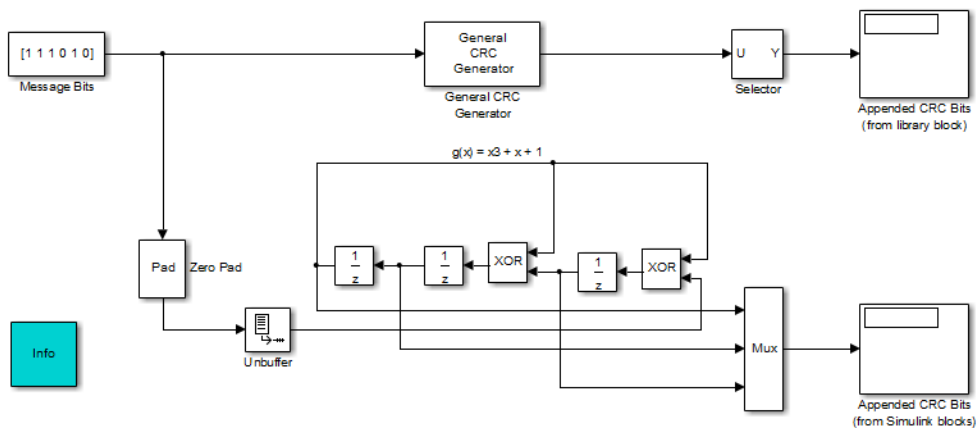 [1 1 1 0 1 0]
Message Bits
General
CRC
Generator
General CRC
Generator
U Y
Selector
Appended CRC Bits
(from library block)
g(x) = x3 + x + 1
Pad
Zero Pad
1
z
1
z
XOR
1
z
XOR
Info
Unbuffer
Mux
Appended CRC Bits
(from Simulink blocks)